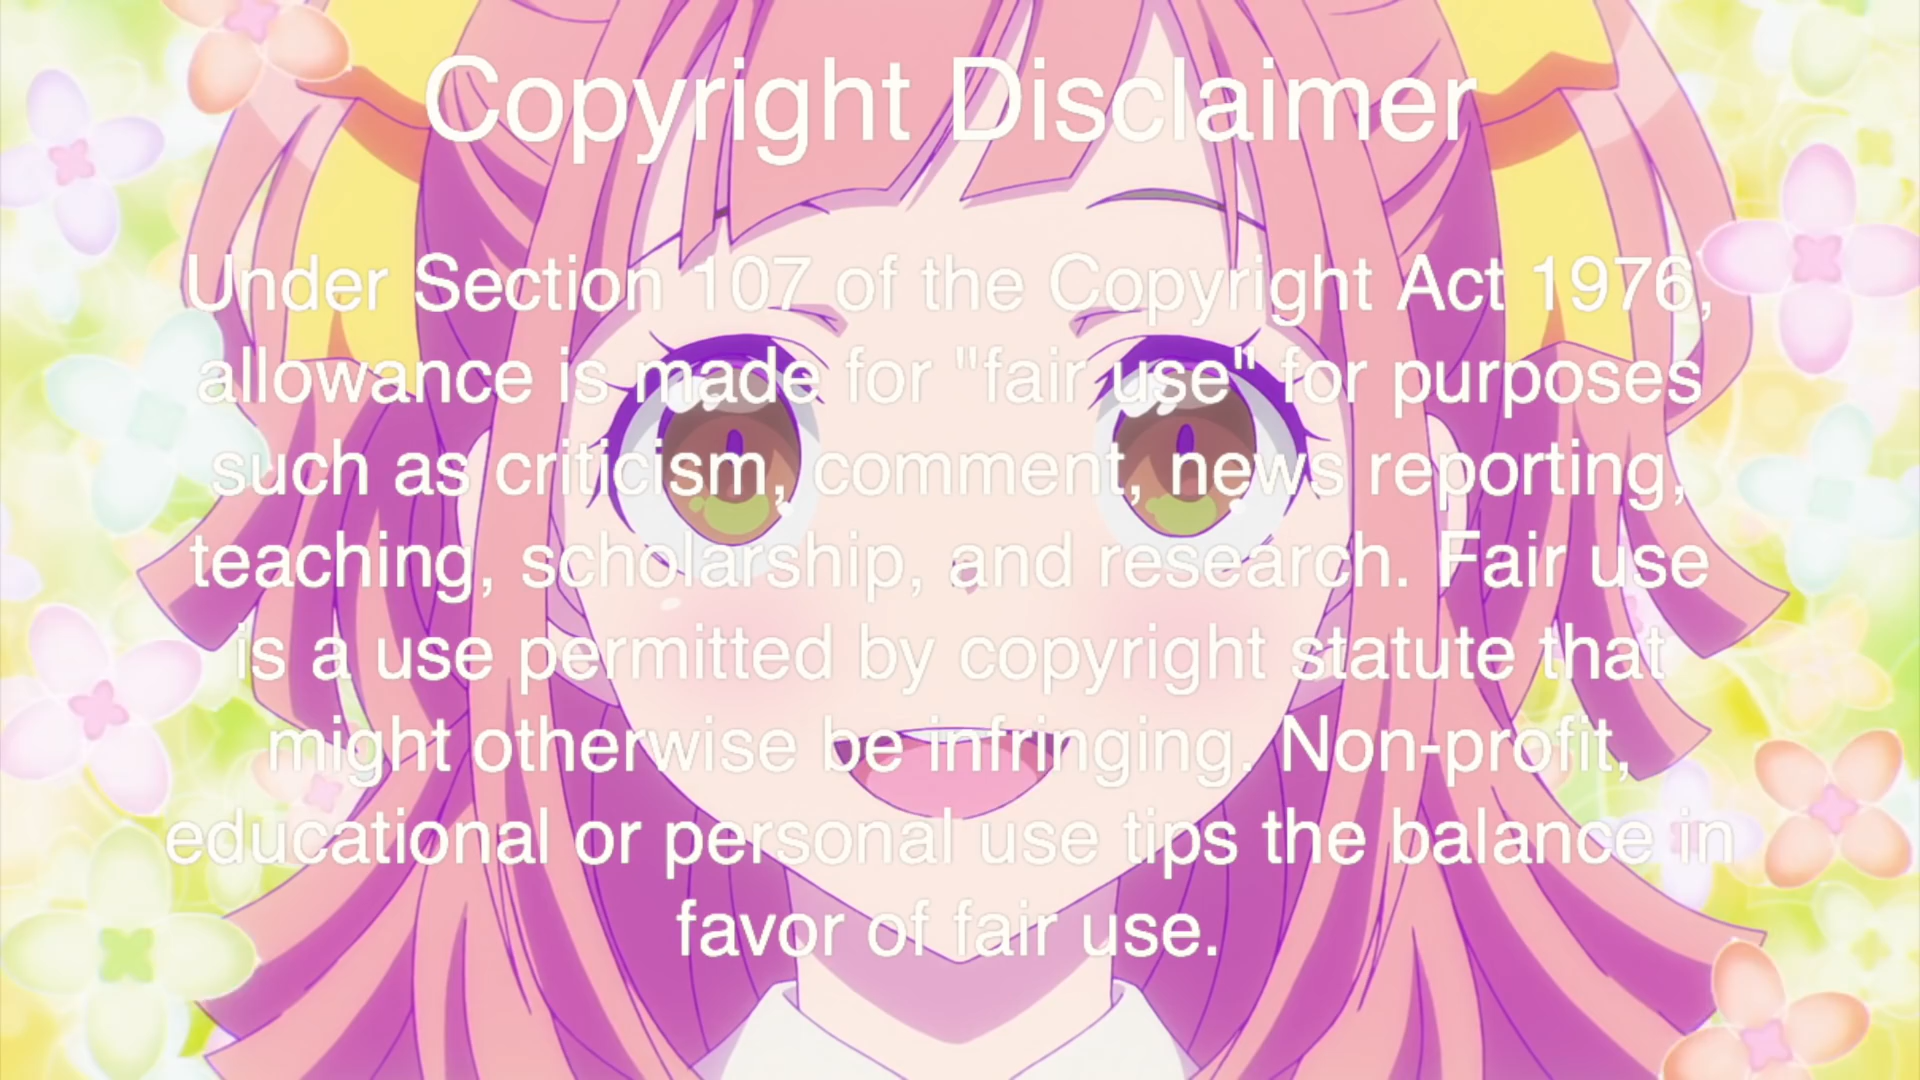 Copyright Disclaimer
Under Section 107 of the Copyright Act 1976,
allowance is made for "fair use" for purposes
such as criticism, comment, news reporting,
teaching, scholarship, and research. Fair use
is a use permitted by copyright statute that
might otherwise be infringing. Non-profit,
educational or personal use tips the balance in
favor of fair use.